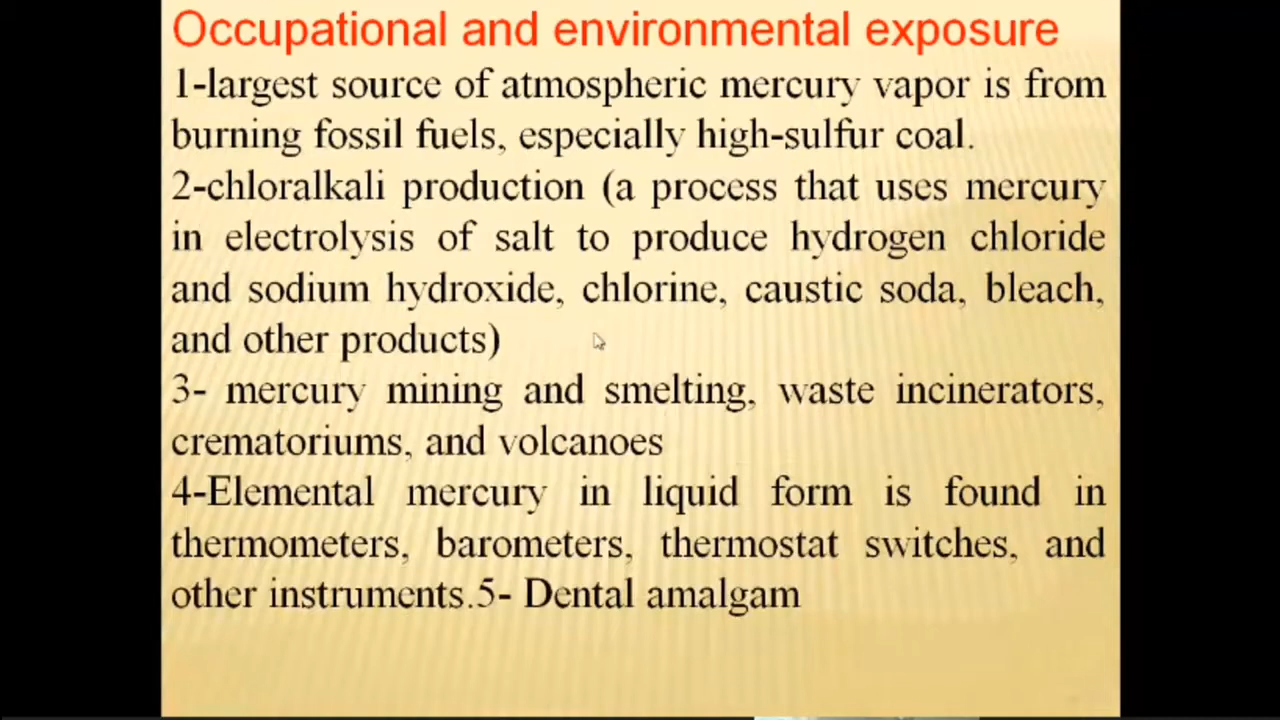 Occupational and environmental exposure
1-largest source of atmospheric mercury vapor is from
burning fossil fuels, especially high-sulfur coal.
2-chloralkali production (a process that uses mercury
in electrolysis of salt to produce hydrogen chloride
and sodium hydroxide, chlorine, caustic soda, bleach,
and other products)
3- mercury mining and smelting, waste incinerators,
crematoriums, and volcanoes
4-Elemental mercury in liquid form is found in
thermometers, barometers, thermostat switches, and
other instruments.5- Dental amalgam